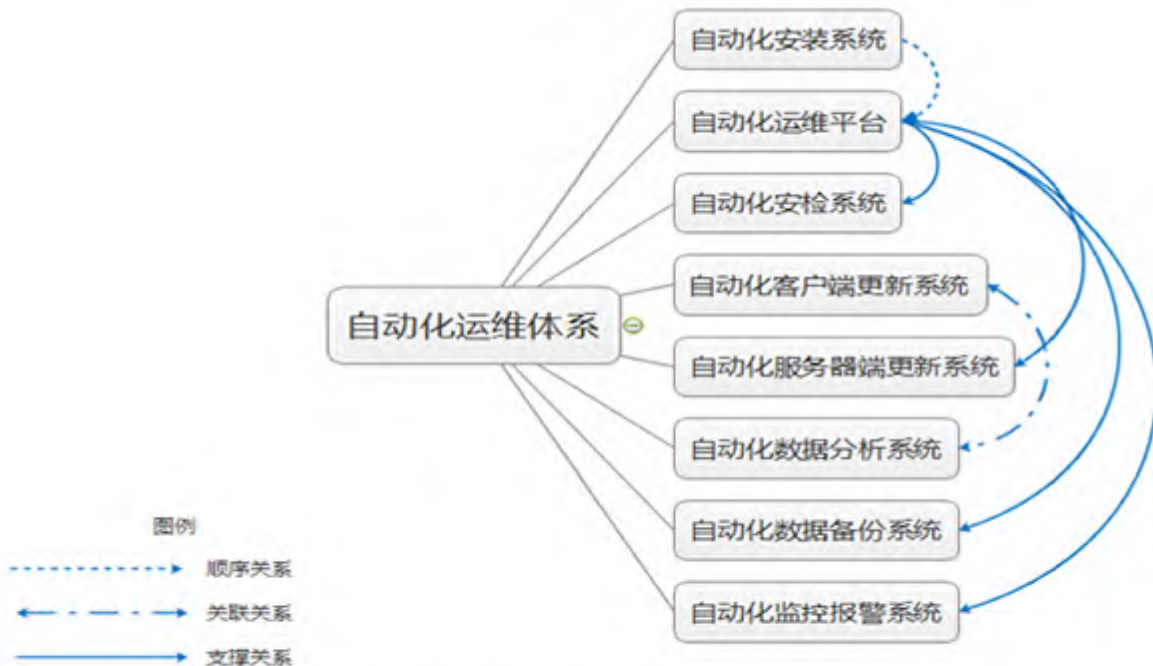 自动化安装系统
自动化运维平台
自动化安检系统
自动化客户端更新系统
自动化运维体系
自动化服务器端更新系统
自动化数据分析系统
自动化数据备份系统
自动化监控报警系统
图例
顺序关系
关联关系
支撑关系